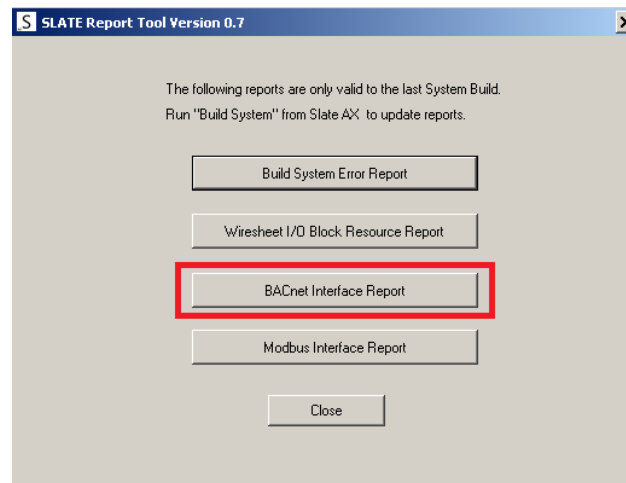 S SLATE Report Tool Version 0.7
The following reports are only valid to the last System Build.
Run "Build System" from Slate AX to update reports.
Build System Error Report
Wiresheet I/O Block Resource Report
BACnet Interface Report
Modbus Interface Report
Close